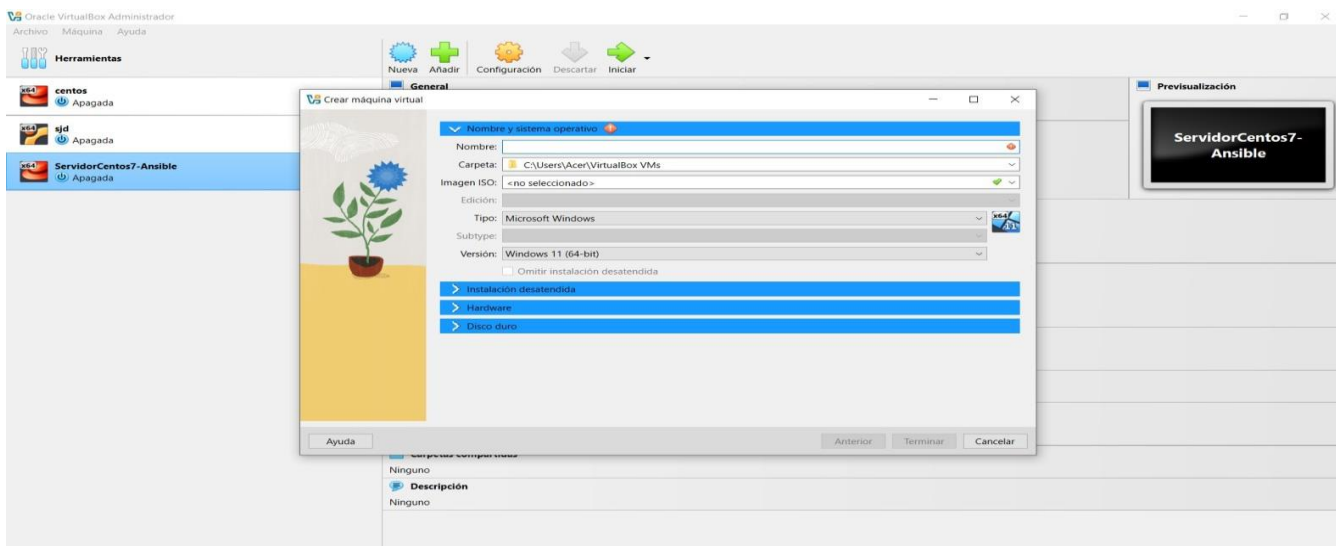 Oracle VirtualBox Administrador
Archivo Máquina Ayuda
Herramientas
Nueva Añadir Configuración Descartar Iniciar
centos
Apagada
sjd
Apagada
ServidorCentos7-Ansible
Apagada
General
Previsualización
ServidorCentos7-
Ansible
Crear máquina virtual
Nombre y sistema operativo
Nombre:
Carpeta: C:\Users\Acer\VirtualBox VMs
Imagen ISO: <no seleccionado>
Edición:
Tipo: Microsoft Windows
Subtype:
Versión: Windows 11 (64-bit)
Omitir instalación desatendida
Instalación desatendida
Hardware
Disco duro
Ayuda Anterior Terminar Cancelar
Carpetas compartidas
Ninguno
Descripción
Ninguno